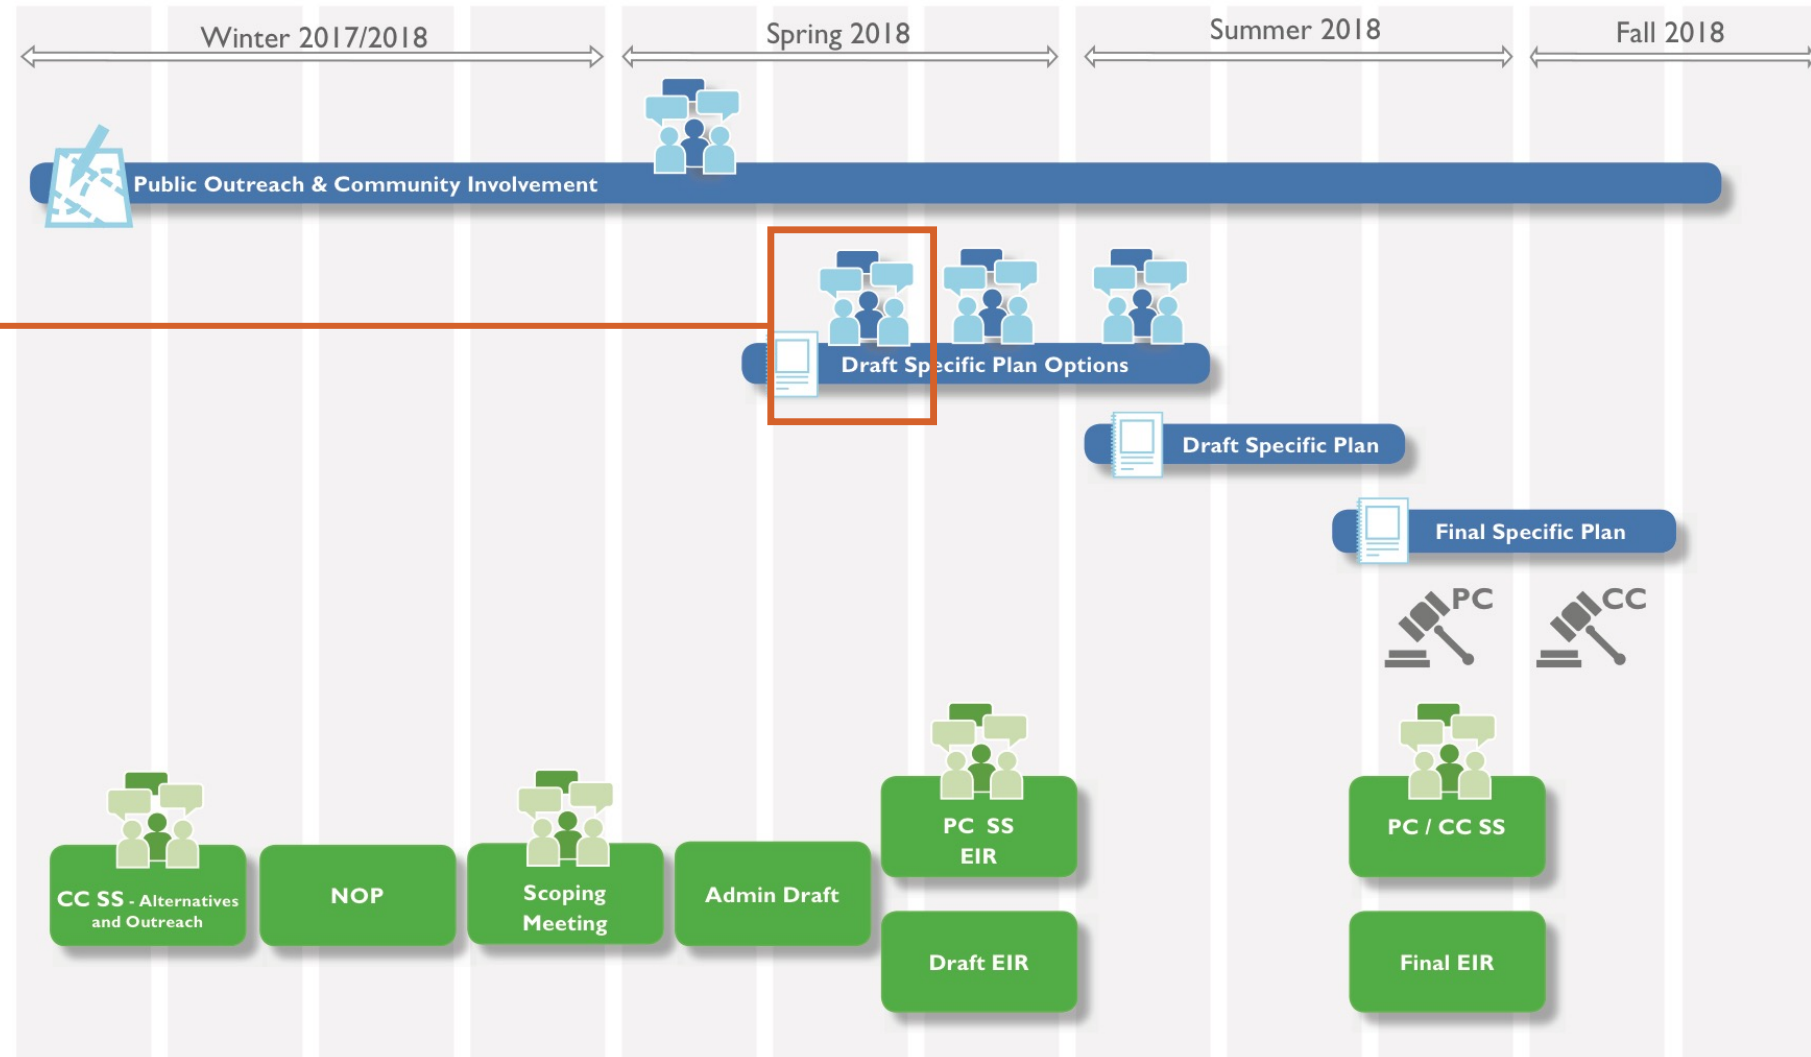 Winter 2017/2018
Spring 2018
Summer 2018
Fall 2018
Public Outreach & Community Involvement
Draft Specific Plan Options
Draft Specific Plan
Final Specific Plan
PC
CC
CC SS - Alternatives
and Outreach
NOP
Scoping
Meeting
Admin Draft
PC SS
EIR
Draft EIR
PC / CC SS
Final EIR